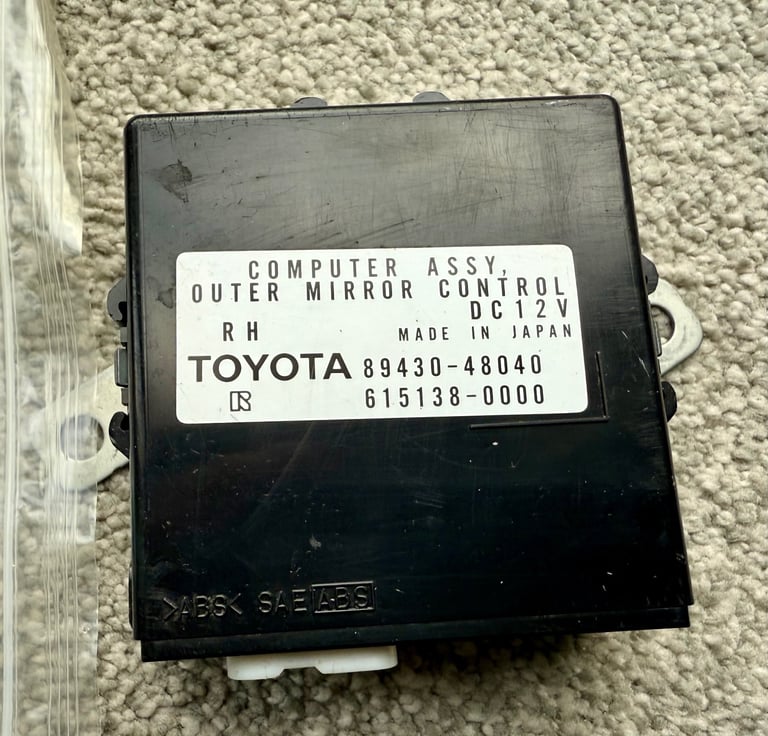 COMPUTER ASSY,
OUTER MIRROR CONTROL
DC12V
RH MADE IN JAPAN
TOYOTA 89430-48040
R 615138-0000
>ABS< SAE ABS